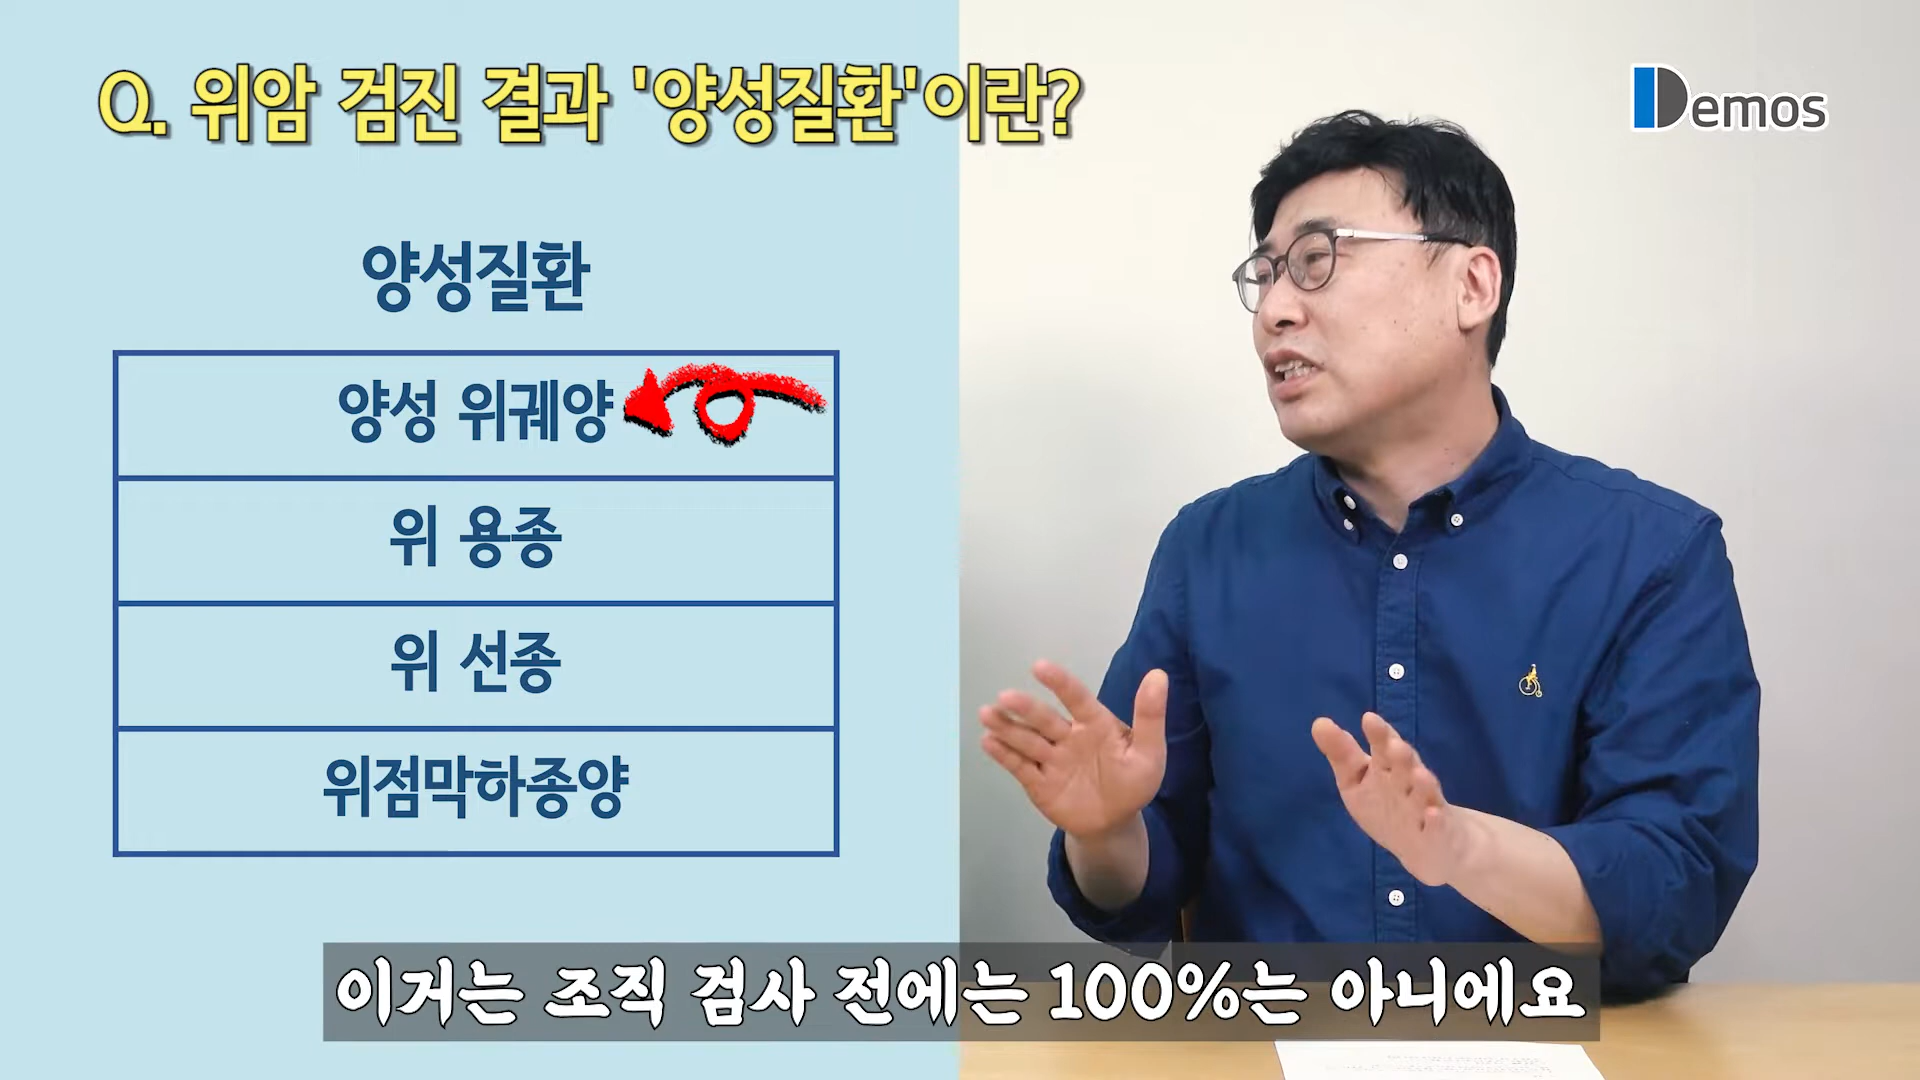 Q. 위암 검진 결과 '양성질환'이란?
Demos
양성질환
양성 위궤양
위 용종
위 선종
위점막하종양
이거는 조직 검사 전에는 100%는 아니에요